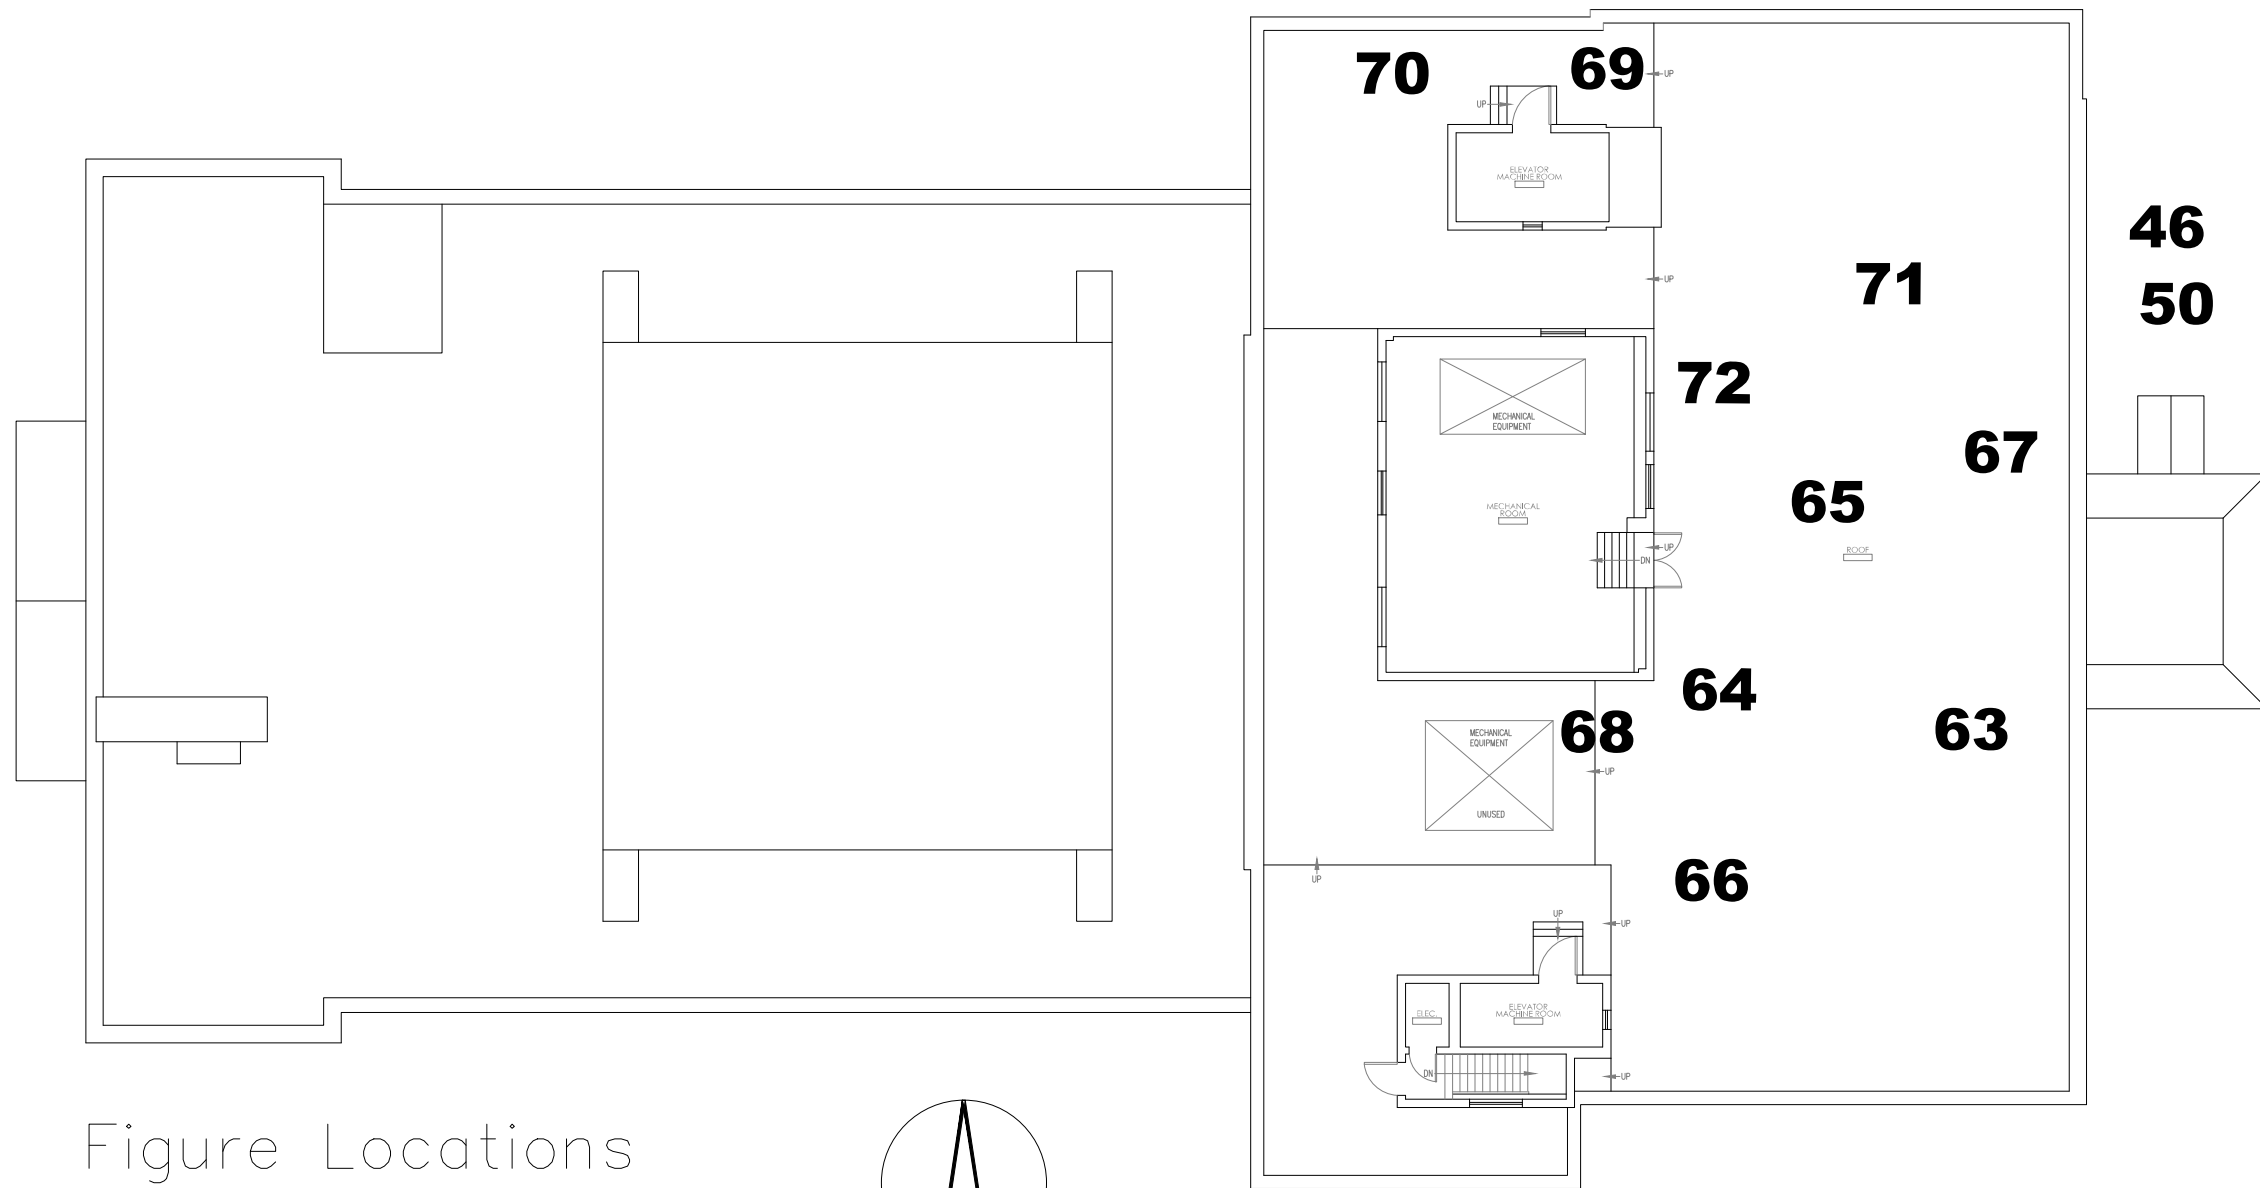 70
69
UP
UP
ELEVATOR
MACHINE ROOM
46
71
UP
50
72
MECHANICAL
EQUIPMENT
67
65
MECHANICAL
ROOM
UP
ROOF
DN
64
68
63
MECHANICAL
EQUIPMENT
UP
UNUSED
UP
66
UP
UP
ELEC.
ELEVATOR
MACHINE ROOM
DN
UP
Figure Locations